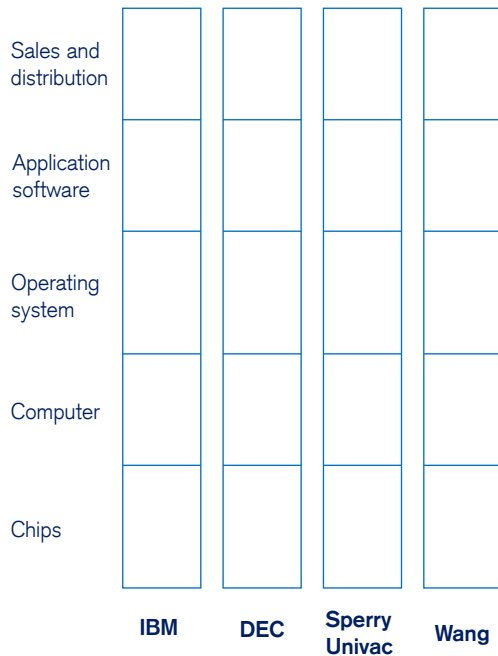 Sales and
distribution
Application
software
Operating
system
Computer
Chips
IBM
DEC
Sperry
Univac
Wang